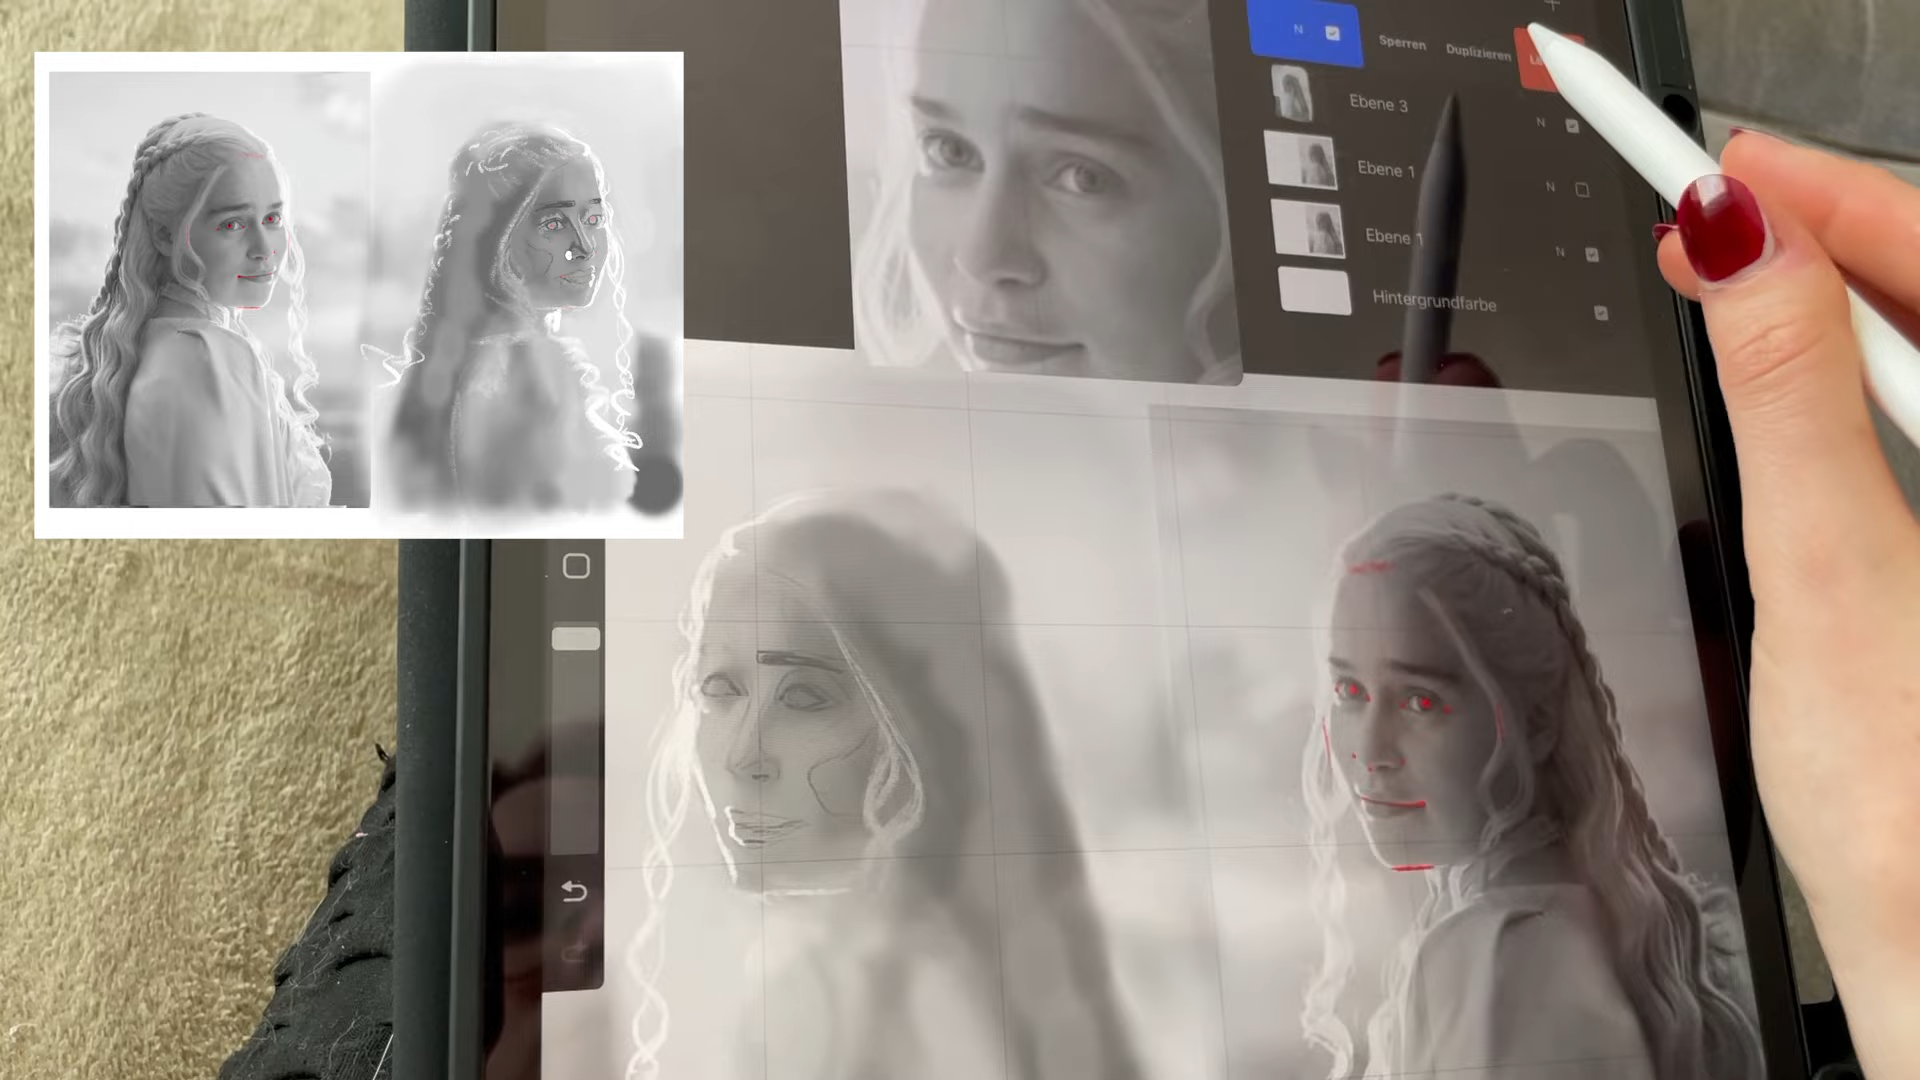 N
Sperren
Duplizieren
Ebene 3
N
Ebene 1
N
Ebene 1
N
Hintergrundfarbe